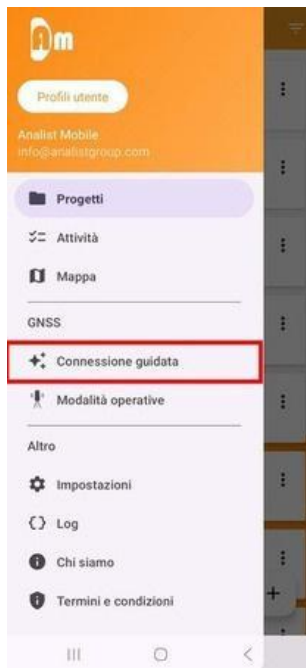 m
Profili utente
Analist Mobile
info@analistgroup.com
Progetti
Attività
Mappa
GNSS
Connessione guidata
Modalità operative
Altro
Impostazioni
Log
Chi siamo
Termini e condizioni